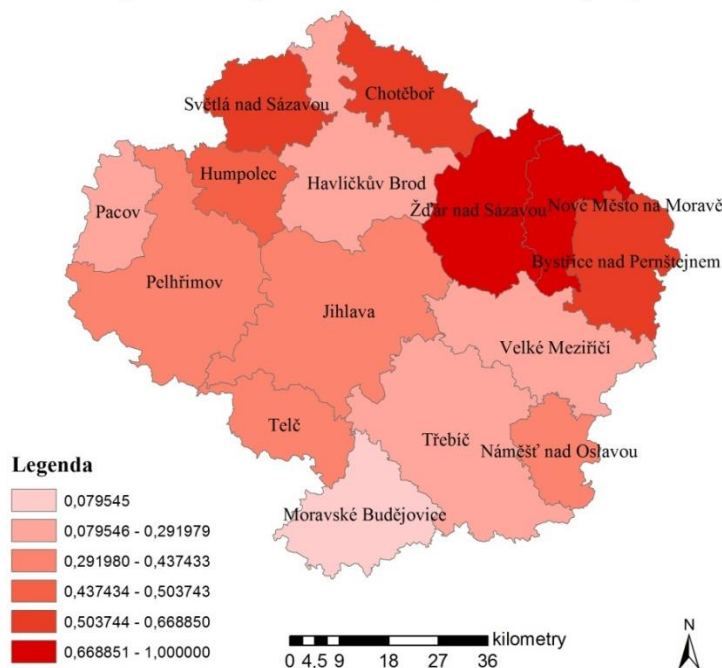 Chotěboř
Světlá nad Sázavou
Humpolec
Havlíčkův Brod
Pacov
Žďár nad Sázavou
Nové Město na Moravě
Bystřice nad Pernštejnem
Pelhřimov
Jihlava
Velké Meziříčí
Telč
Třebíč
Náměšť nad Oslavou
Moravské Budějovice
Legenda
0,079545
0,079546 - 0,291979
0,291980 - 0,437433
0,437434 - 0,503743
0,503744 - 0,668850
0,668851 - 1,000000
kilometry
0 4.5 9 18 27 36
N